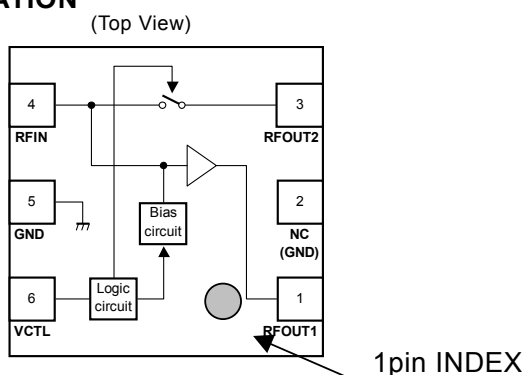 (Top View)
4
RFIN
3
RFOUT2
5
GND
2
NC
(GND)
Bias
circuit
6
VCTL
Logic
circuit
1
RFOUT1
1pin INDEX